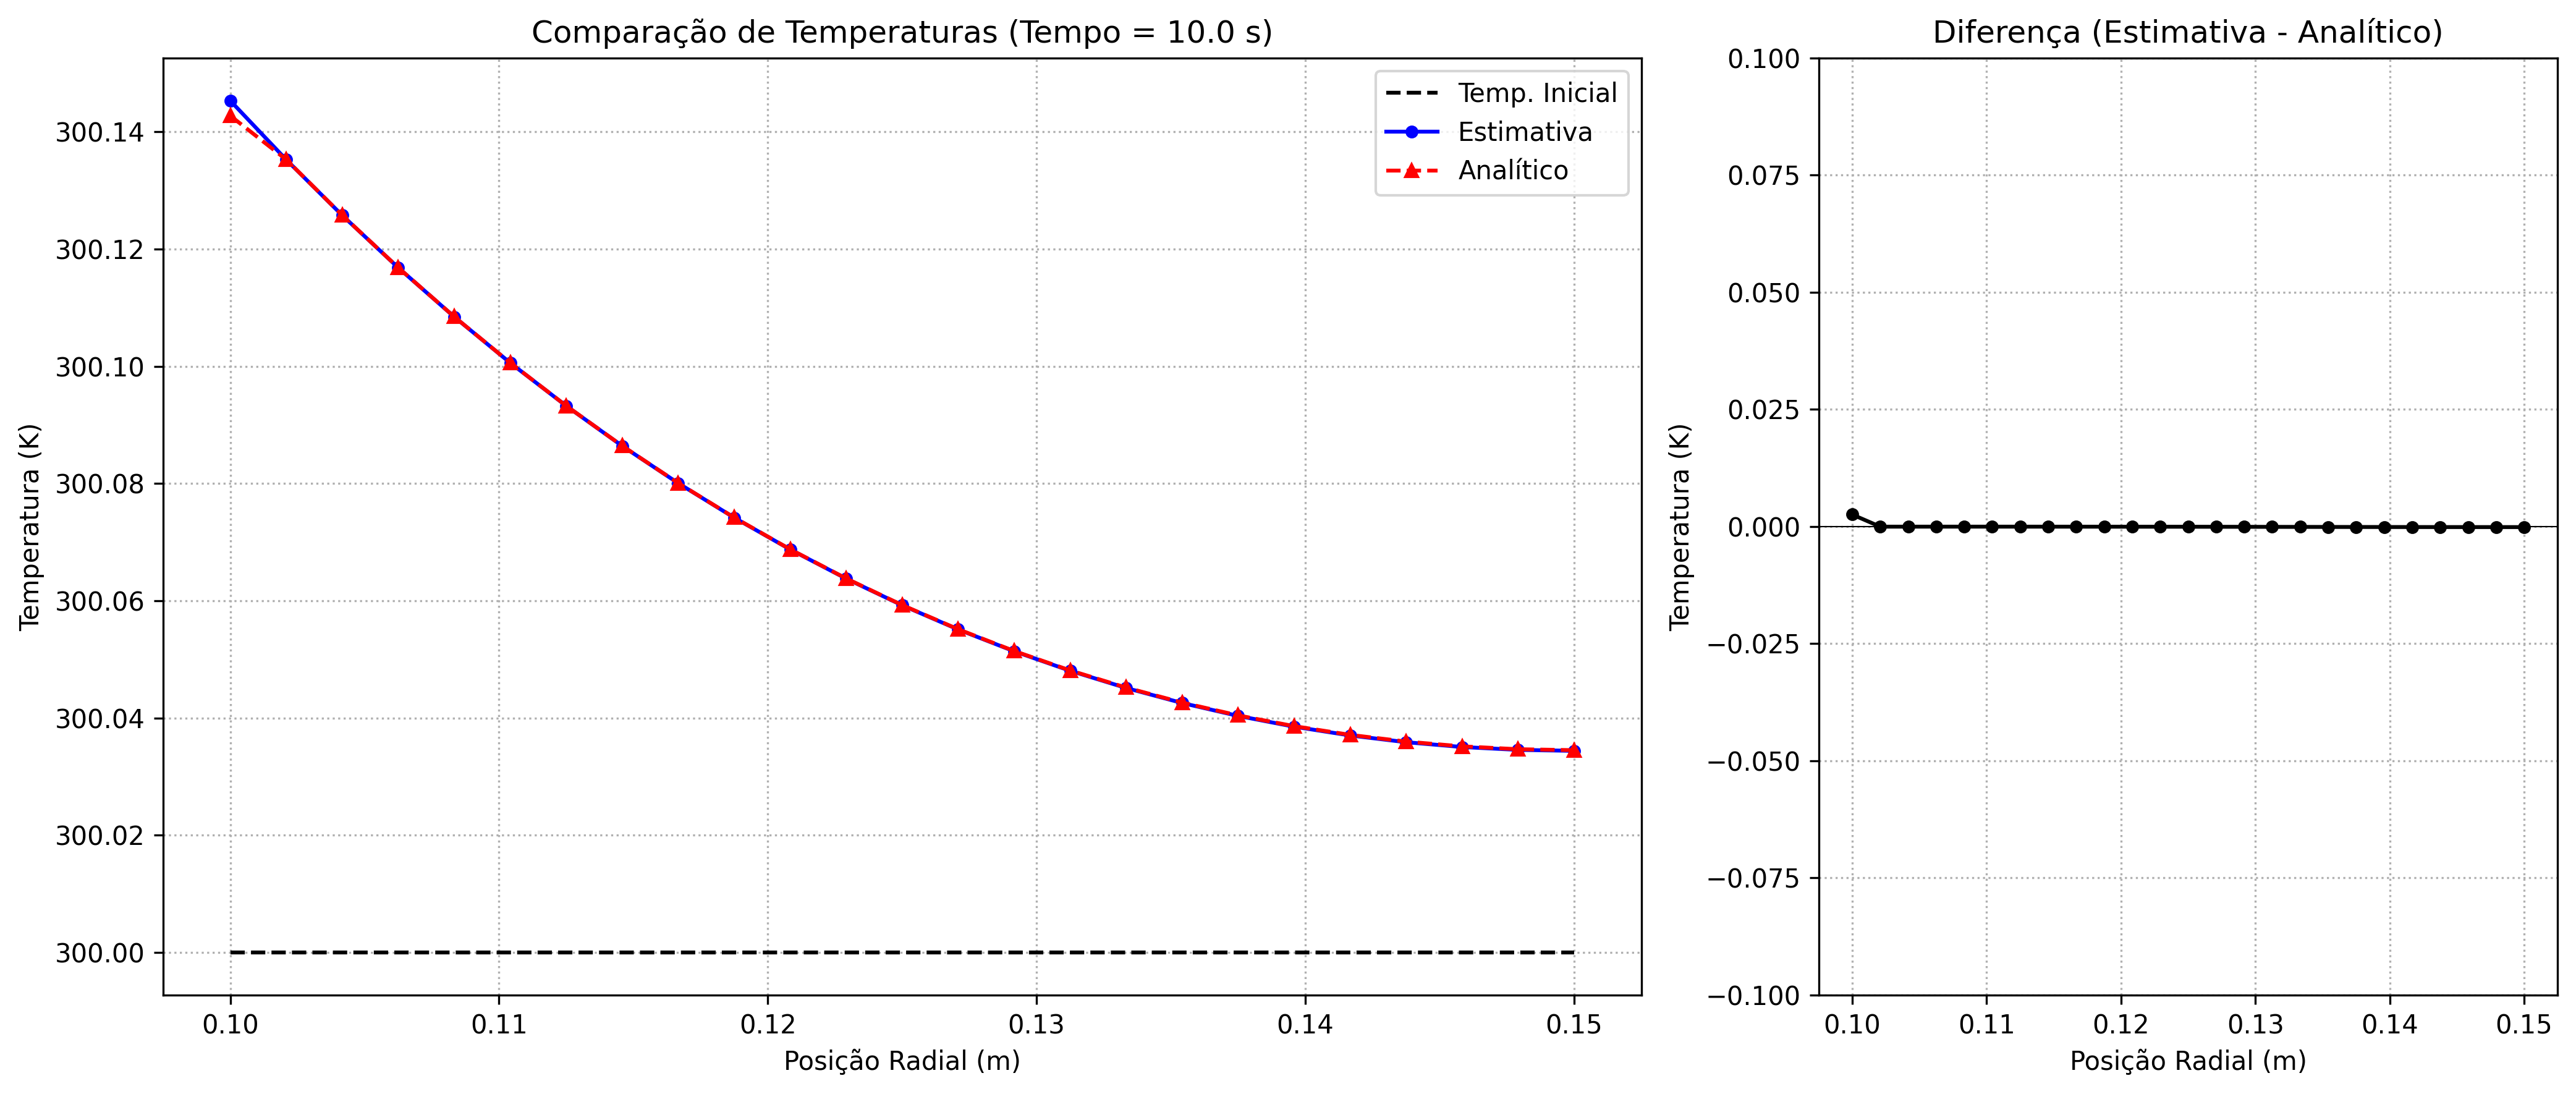 Comparação de Temperaturas (Tempo = 10.0 s)
Temp. Inicial
Estimativa
Analítico
Temperatura (K)
300.14
300.12
300.10
300.08
300.06
300.04
300.02
300.00
0.10 0.11 0.12 0.13 0.14 0.15
Posição Radial (m)
Diferença (Estimativa - Analítico)
Temperatura (K)
0.100
0.075
0.050
0.025
0.000
−0.025
−0.050
−0.075
−0.100
0.10 0.11 0.12 0.13 0.14 0.15
Posição Radial (m)